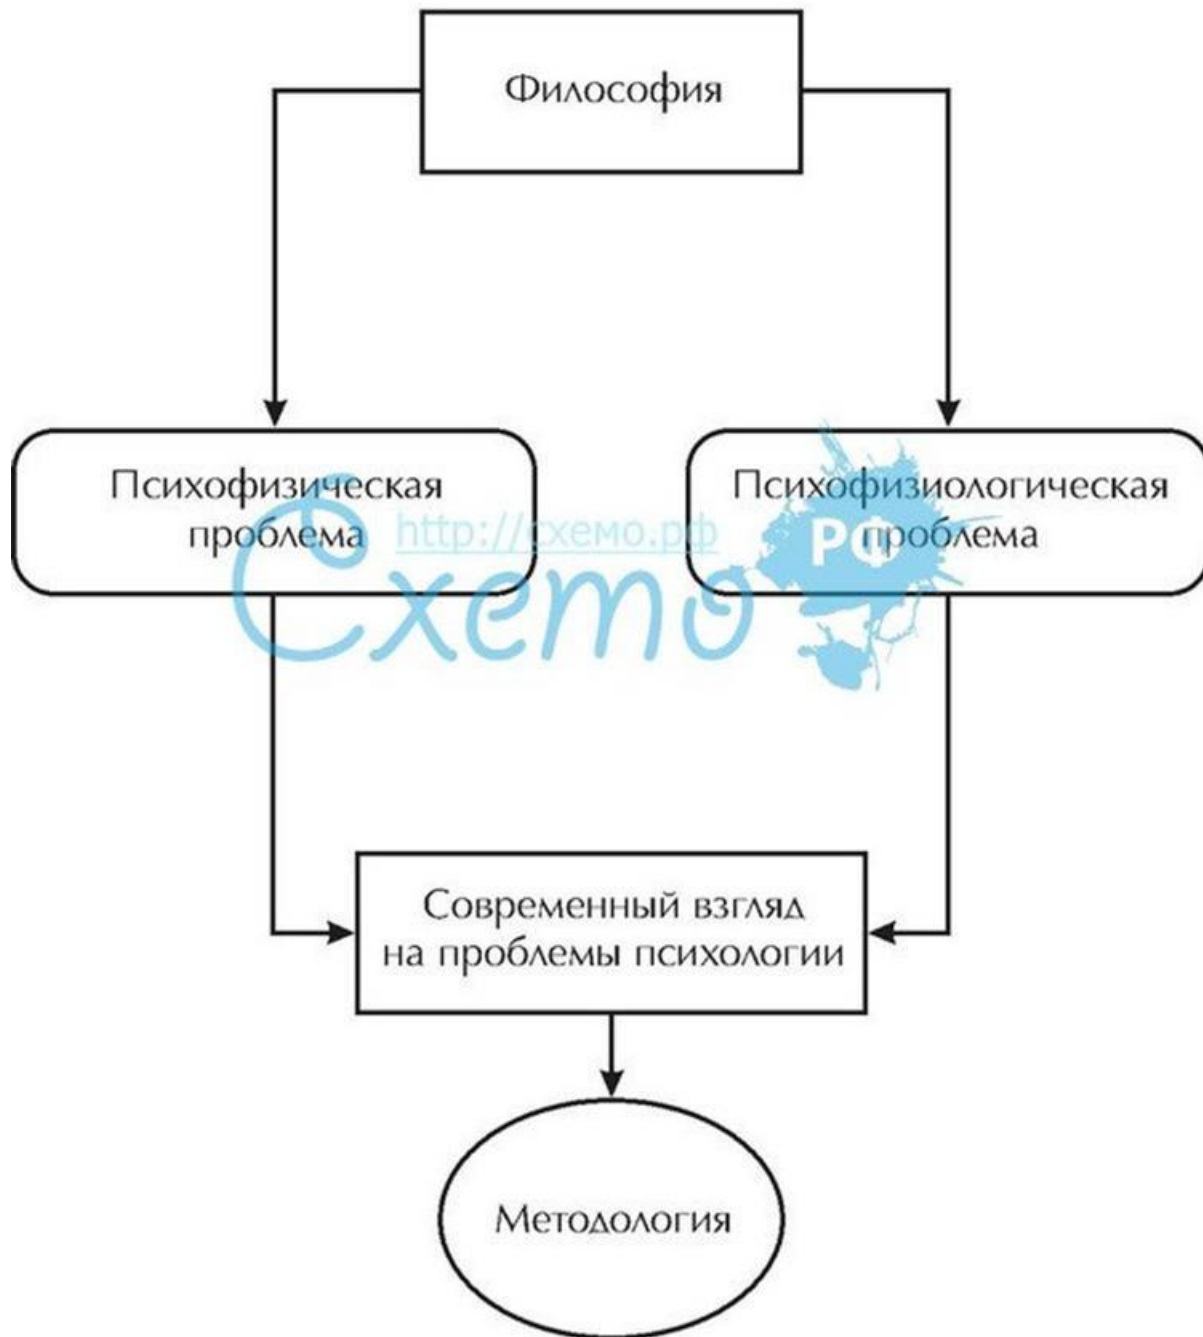 Философия
Психофизическая
проблема
Психофизиологическая
проблема
http://схемо.рф
Схемо
РФ
Современный взгляд
на проблемы психологии
Методология